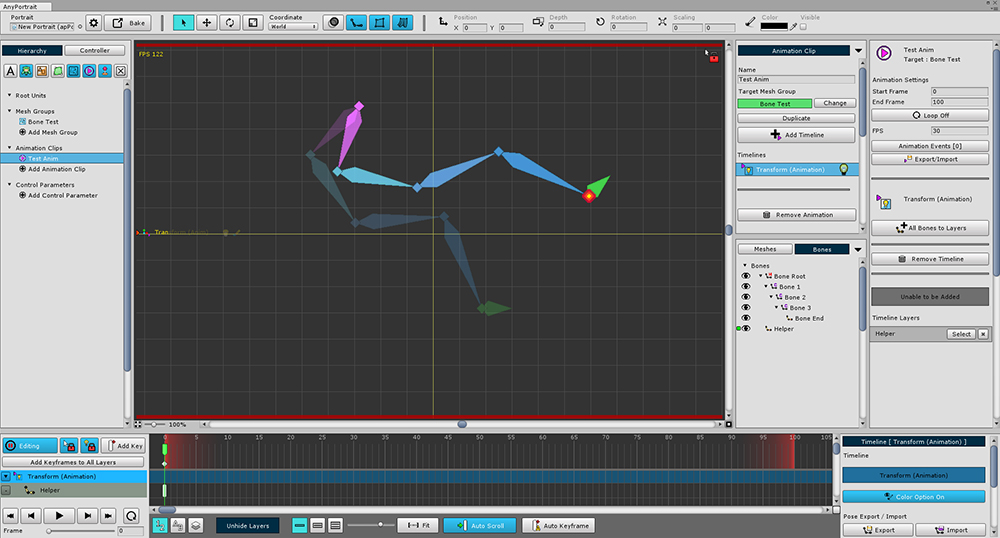 AnyPortrait
Portrait
New Portrait (apPo
Bake
Coordinate
World
Position
X 0 Y 0
Depth
0
Rotation
0
Scaling
0 0
Color
Visible
Hierarchy
Controller
Root Units
Mesh Groups
Bone Test
Add Mesh Group
Animation Clips
Test Anim
Add Animation Clip
Control Parameters
Add Control Parameter
FPS 122
100%
Animation Clip
Name
Test Anim
Target Mesh Group
Bone Test
Change
Duplicate
Add Timeline
Timelines
Transform (Animation)
Remove Animation
Meshes
Bones
Bones
Bone Root
Bone 1
Bone 2
Bone 3
Bone End
Helper
Test Anim
Target : Bone Test
Animation Settings
Start Frame 0
End Frame 100
Loop Off
FPS 30
Animation Events [0]
Export/Import
Transform (Animation)
All Bones to Layers
Remove Timeline
Unable to be Added
Timeline Layers
Helper
Select
Editing
Add Key
Add Keyframes to All Layers
Transform (Animation)
Helper
Frame 0
0 5 10 15 20 25 30 35 40 45 50 55 60 65 70 75 80 85 90 95 100 105
Unhide Layers
Fit
Auto Scroll
Auto Keyframe
Timeline [ Transform (Animation) ]
Timeline
Transform (Animation)
Color Option On
Pose Export / Import
Export
Import